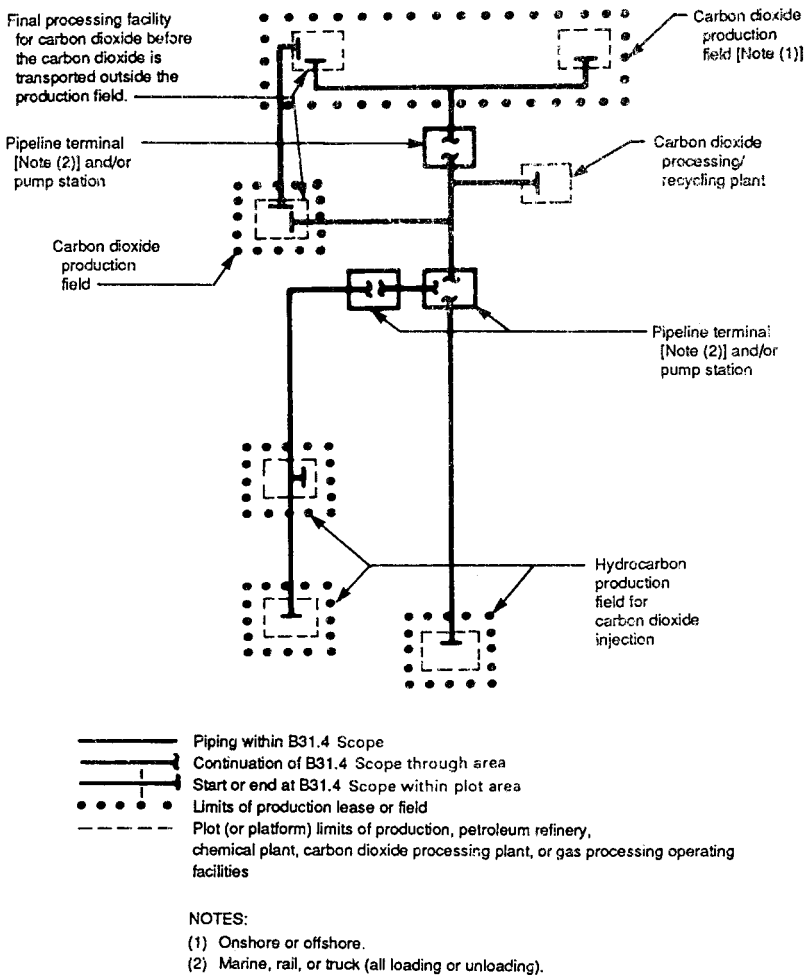 Final processing facility
for carbon dioxide before
the carbon dioxide is
transported outside the
production field.
Carbon dioxide
production
field [Note (1)]
Pipeline terminal
[Note (2)] and/or
pump station
Carbon dioxide
processing/
recycling plant
Carbon dioxide
production
field
Pipeline terminal
[Note (2)] and/or
pump station
Hydrocarbon
production
field for
carbon dioxide
injection
Piping within B31.4 Scope
Continuation of B31.4 Scope through area
Start or end at B31.4 Scope within plot area
Limits of production lease or field
Plot (or platform) limits of production, petroleum refinery,
chemical plant, carbon dioxide processing plant, or gas processing operating
facilities
NOTES:
(1) Onshore or offshore.
(2) Marine, rail, or truck (all loading or unloading).